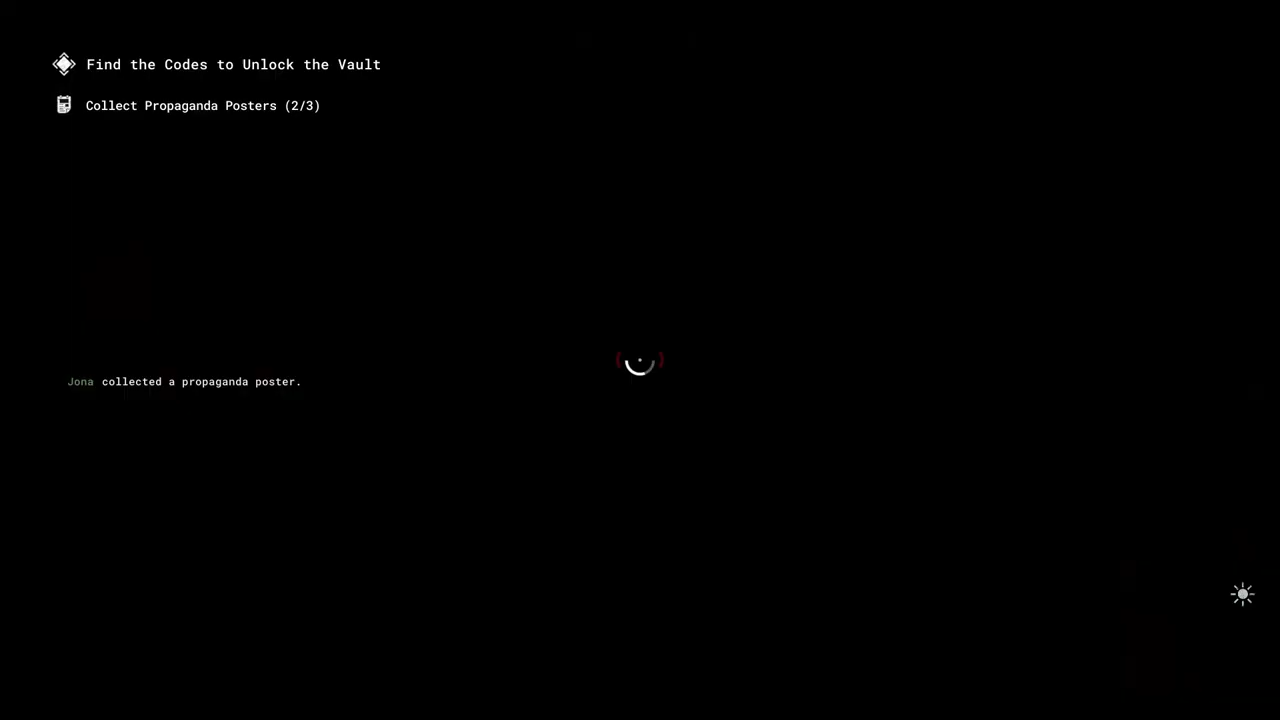 Find the Codes to Unlock the Vault
Collect Propaganda Posters (2/3)
Jona collected a propaganda poster.